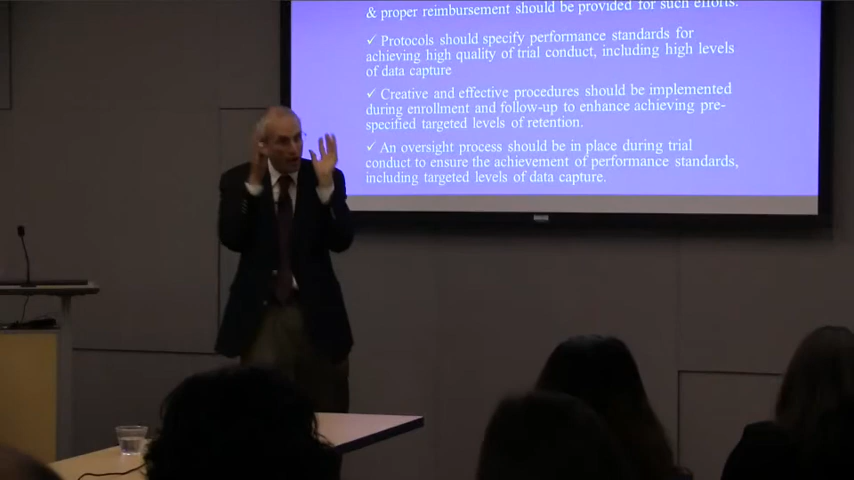 & proper reimbursement should be provided for such efforts.
✓ Protocols should specify performance standards for
achieving high quality of trial conduct, including high levels
of data capture
✓ Creative and effective procedures should be implemented
during enrollment and follow-up to enhance achieving pre-
specified targeted levels of retention.
✓ An oversight process should be in place during trial
conduct to ensure the achievement of performance standards,
including targeted levels of data capture.